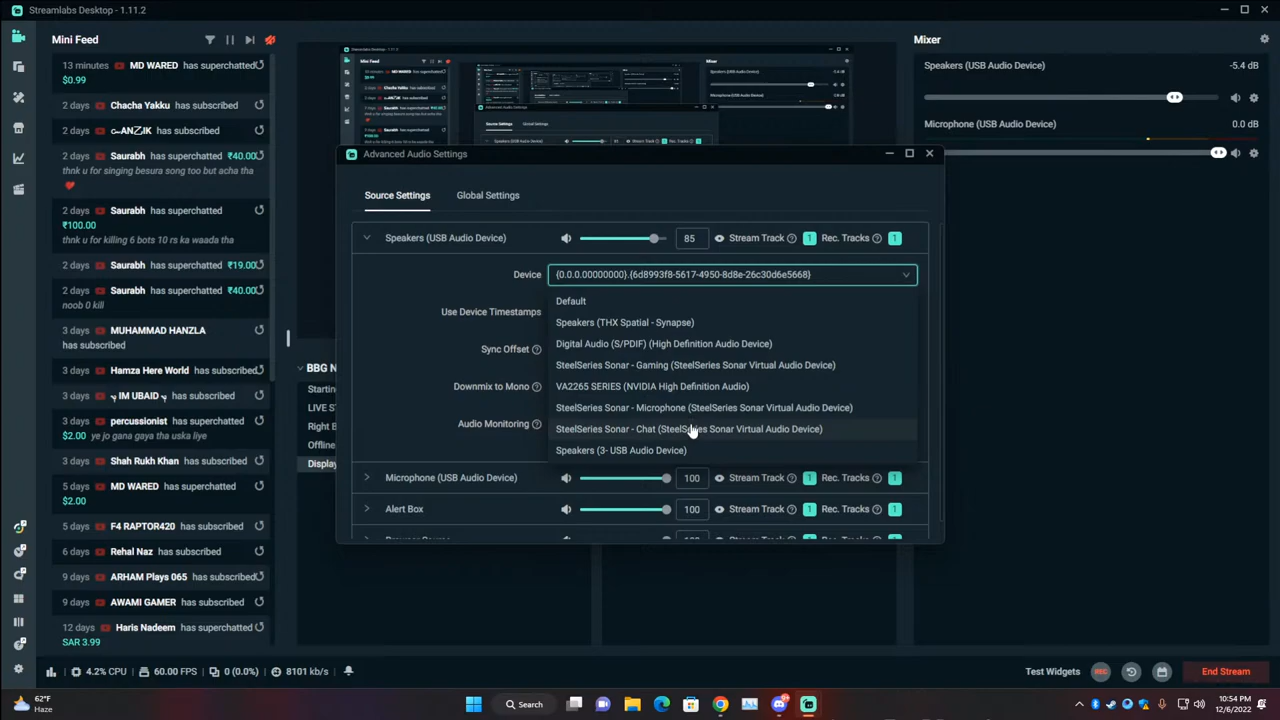 Streamlabs Desktop - 1.11.2
Mini Feed
13 minutes MD WARED has superchatted
$0.99
2 days Chacha Yakku has subscribed
2 days has subscribed
2 days Saurabh has superchatted ₹40.00
thnk u for singing besura song too but acha tha
2 days Saurabh has superchatted
₹100.00
thnk u for killing 6 bots 10 rs ka waada tha
2 days Saurabh has superchatted ₹19.00
2 days Saurabh has superchatted ₹40.00
noob 0 kill
3 days MUHAMMAD HANZLA
has subscribed
3 days Hamza Here World has subscribed
3 days IM UBAID has subscribed
3 days percussionist has superchatted
$2.00 ye jo gana gaya tha uska liye
3 days Shah Rukh Khan has subscribed
5 days MD WARED has superchatted
$2.00
5 days F4 RAPTOR420 has subscribed
6 days Rehal Naz has subscribed
9 days ARHAM Plays 065 has subscribed
9 days AWAMI GAMER has subscribed
12 days Haris Nadeem has superchatted
SAR 3.99
BBG N
Starting
LIVE ST
Right B
Offline
Display
Advanced Audio Settings
Source Settings Global Settings
Speakers (USB Audio Device) 85 Stream Track 1 Rec. Tracks 1
Device {0.0.0.00000000}.{6d8993f8-5617-4950-8d8e-26c30d6e5668}
Use Device Timestamps
Sync Offset
Downmix to Mono
Audio Monitoring
Default
Speakers (THX Spatial - Synapse)
Digital Audio (S/PDIF) (High Definition Audio Device)
SteelSeries Sonar - Gaming (SteelSeries Sonar Virtual Audio Device)
VA2265 SERIES (NVIDIA High Definition Audio)
SteelSeries Sonar - Microphone (SteelSeries Sonar Virtual Audio Device)
SteelSeries Sonar - Chat (SteelSeries Sonar Virtual Audio Device)
Speakers (3- USB Audio Device)
Microphone (USB Audio Device) 100 Stream Track 1 Rec. Tracks 1
Alert Box 100 Stream Track 1 Rec. Tracks 1
Mixer
Speakers (USB Audio Device) -5.4 dB
Microphone (USB Audio Device) 0.0 dB
4.2% CPU 60.00 FPS 0 (0.0%) 8101 kb/s
Test Widgets REC End Stream
62°F
Haze
Search
10:54 PM
12/6/2022